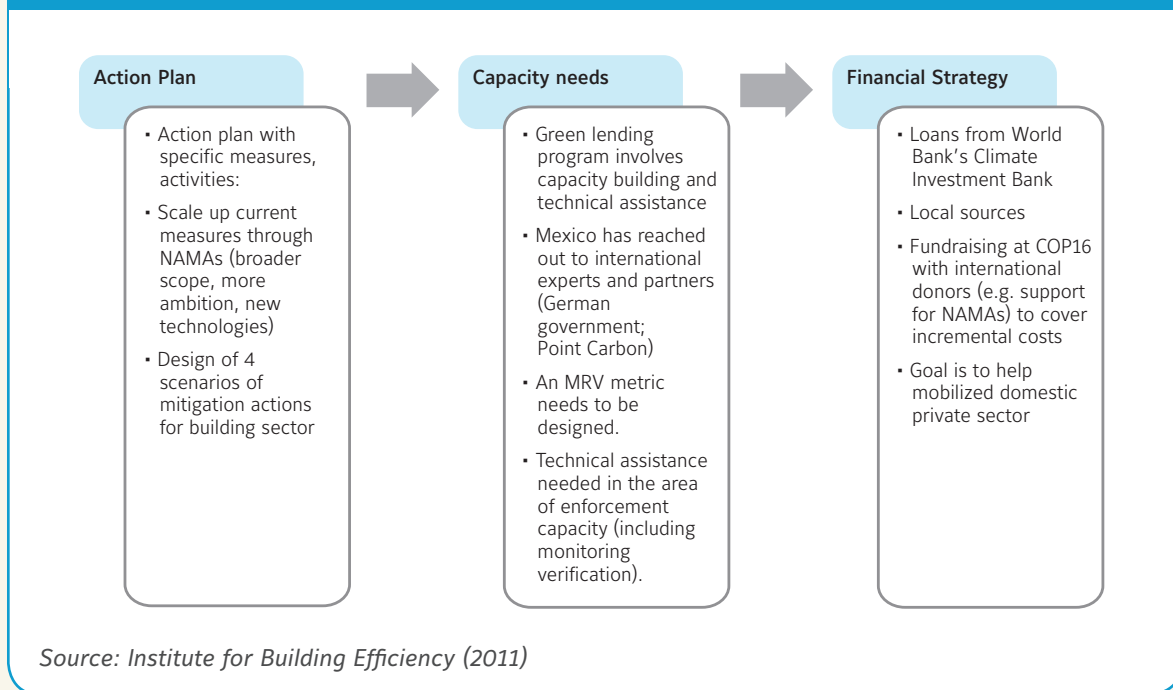 Action Plan
• Action plan with
specific measures,
activities:
• Scale up current
measures through
NAMAs (broader
scope, more
ambition, new
technologies)
• Design of 4
scenarios of
mitigation actions
for building sector
Capacity needs
• Green lending
program involves
capacity building and
technical assistance
• Mexico has reached
out to international
experts and partners
(German
government;
Point Carbon)
• An MRV metric
needs to be
designed.
• Technical assistance
needed in the area
of enforcement
capacity (including
monitoring
verification).
Financial Strategy
• Loans from World
Bank's Climate
Investment Bank
• Local sources
• Fundraising at COP16
with international
donors (e.g. support
for NAMAs) to cover
incremental costs
• Goal is to help
mobilized domestic
private sector
Source: Institute for Building Efficiency (2011)